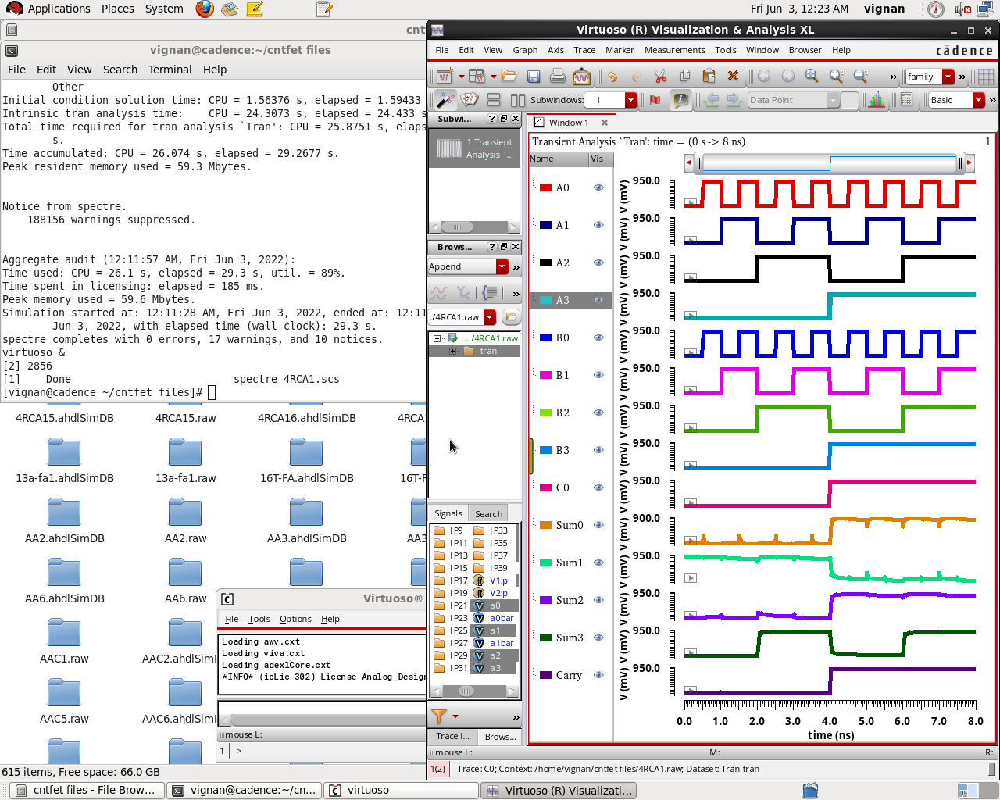 Applications Places System
Fri Jun 3, 12:23 AM vignan
vignan@cadence:~/cntfet files
File Edit View Search Terminal Help
Other
Initial condition solution time: CPU = 1.56376 s, elapsed = 1.59433
Intrinsic tran analysis time: CPU = 24.3073 s, elapsed = 24.433 s
Total time required for tran analysis `Tran': CPU = 25.8751 s, elaps
s.
Time accumulated: CPU = 26.074 s, elapsed = 29.2677 s.
Peak resident memory used = 59.3 Mbytes.
Notice from spectre.
188156 warnings suppressed.
Aggregate audit (12:11:57 AM, Fri Jun 3, 2022):
Time used: CPU = 26.1 s, elapsed = 29.3 s, util. = 89%.
Time spent in licensing: elapsed = 185 ms.
Peak memory used = 59.6 Mbytes.
Simulation started at: 12:11:28 AM, Fri Jun 3, 2022, ended at: 12:11
Jun 3, 2022, with elapsed time (wall clock): 29.3 s.
spectre completes with 0 errors, 17 warnings, and 10 notices.
virtuoso &
[2] 2856
[1] Done spectre 4RCA1.scs
[vignan@cadence ~/cntfet files]#
4RCA15.ahdlSimDB 4RCA15.raw 4RCA16.ahdlSimDB 4RCA
13a-fa1.ahdlSimDB 13a-fa1.raw 16T-FA.ahdlSimDB 16T-F
AA2.ahdlSimDB AA2.raw AA3.ahdlSimDB AA3
AA6.ahdlSimDB AA6.raw
AAC1.raw AAC2.ahdlSim
AAC5.raw AAC6.ahdlSim
615 items, Free space: 66.0 GB
Virtuoso®
File Tools Options Help
Loading awv.cxt
Loading viva.cxt
Loading adexlCore.cxt
*INFO* (icLic-302) License Analog_Design
mouse L:
1 >
Virtuoso (R) Visualization & Analysis XL
File Edit View Graph Axis Trace Marker Measurements Tools Window Browser Help cādence
» family »
Subwindows: 1 Data Point » Basic »
Subwi...
1 Transient
Analysis `...
Brows...
Append »
»
./4RCA1.raw
.../4RCA1.raw
tran
Signals Search
IP9 IP33
IP11 IP35
IP13 IP37
IP15 IP39
IP17 V1:p
IP19 V2:p
IP21 a0
IP23 a0bar
IP25 a1
IP27 a1bar
IP29 a2
IP31 a3
»
Trace I... Brows...
Window 1
Transient Analysis `Tran': time = (0 s -> 8 ns) 1
Name Vis
A0 V (mV) 950.0
A1 V (mV) 950.0
A2 V (mV) 950.0
A3 V (mV) 950.0
B0 V (mV) 950.0
B1 V (mV) 950.0
B2 V (mV) 950.0
B3 V (mV) 950.0
C0 V (mV) 950.0
Sum0 V (mV) 900.0
Sum1 V (mV) 950.0
Sum2 V (mV) 950.0
Sum3 V (mV) 950.0
Carry V (mV) 950.0
0.0 1.0 2.0 3.0 4.0 5.0 6.0 7.0 8.0
time (ns)
mouse L: M: R:
1(2) Trace: C0; Context: /home/vignan/cntfet files/4RCA1.raw; Dataset: Tran-tran
cntfet files - File Brow... vignan@cadence:~/cn... virtuoso Virtuoso (R) Visualizati...